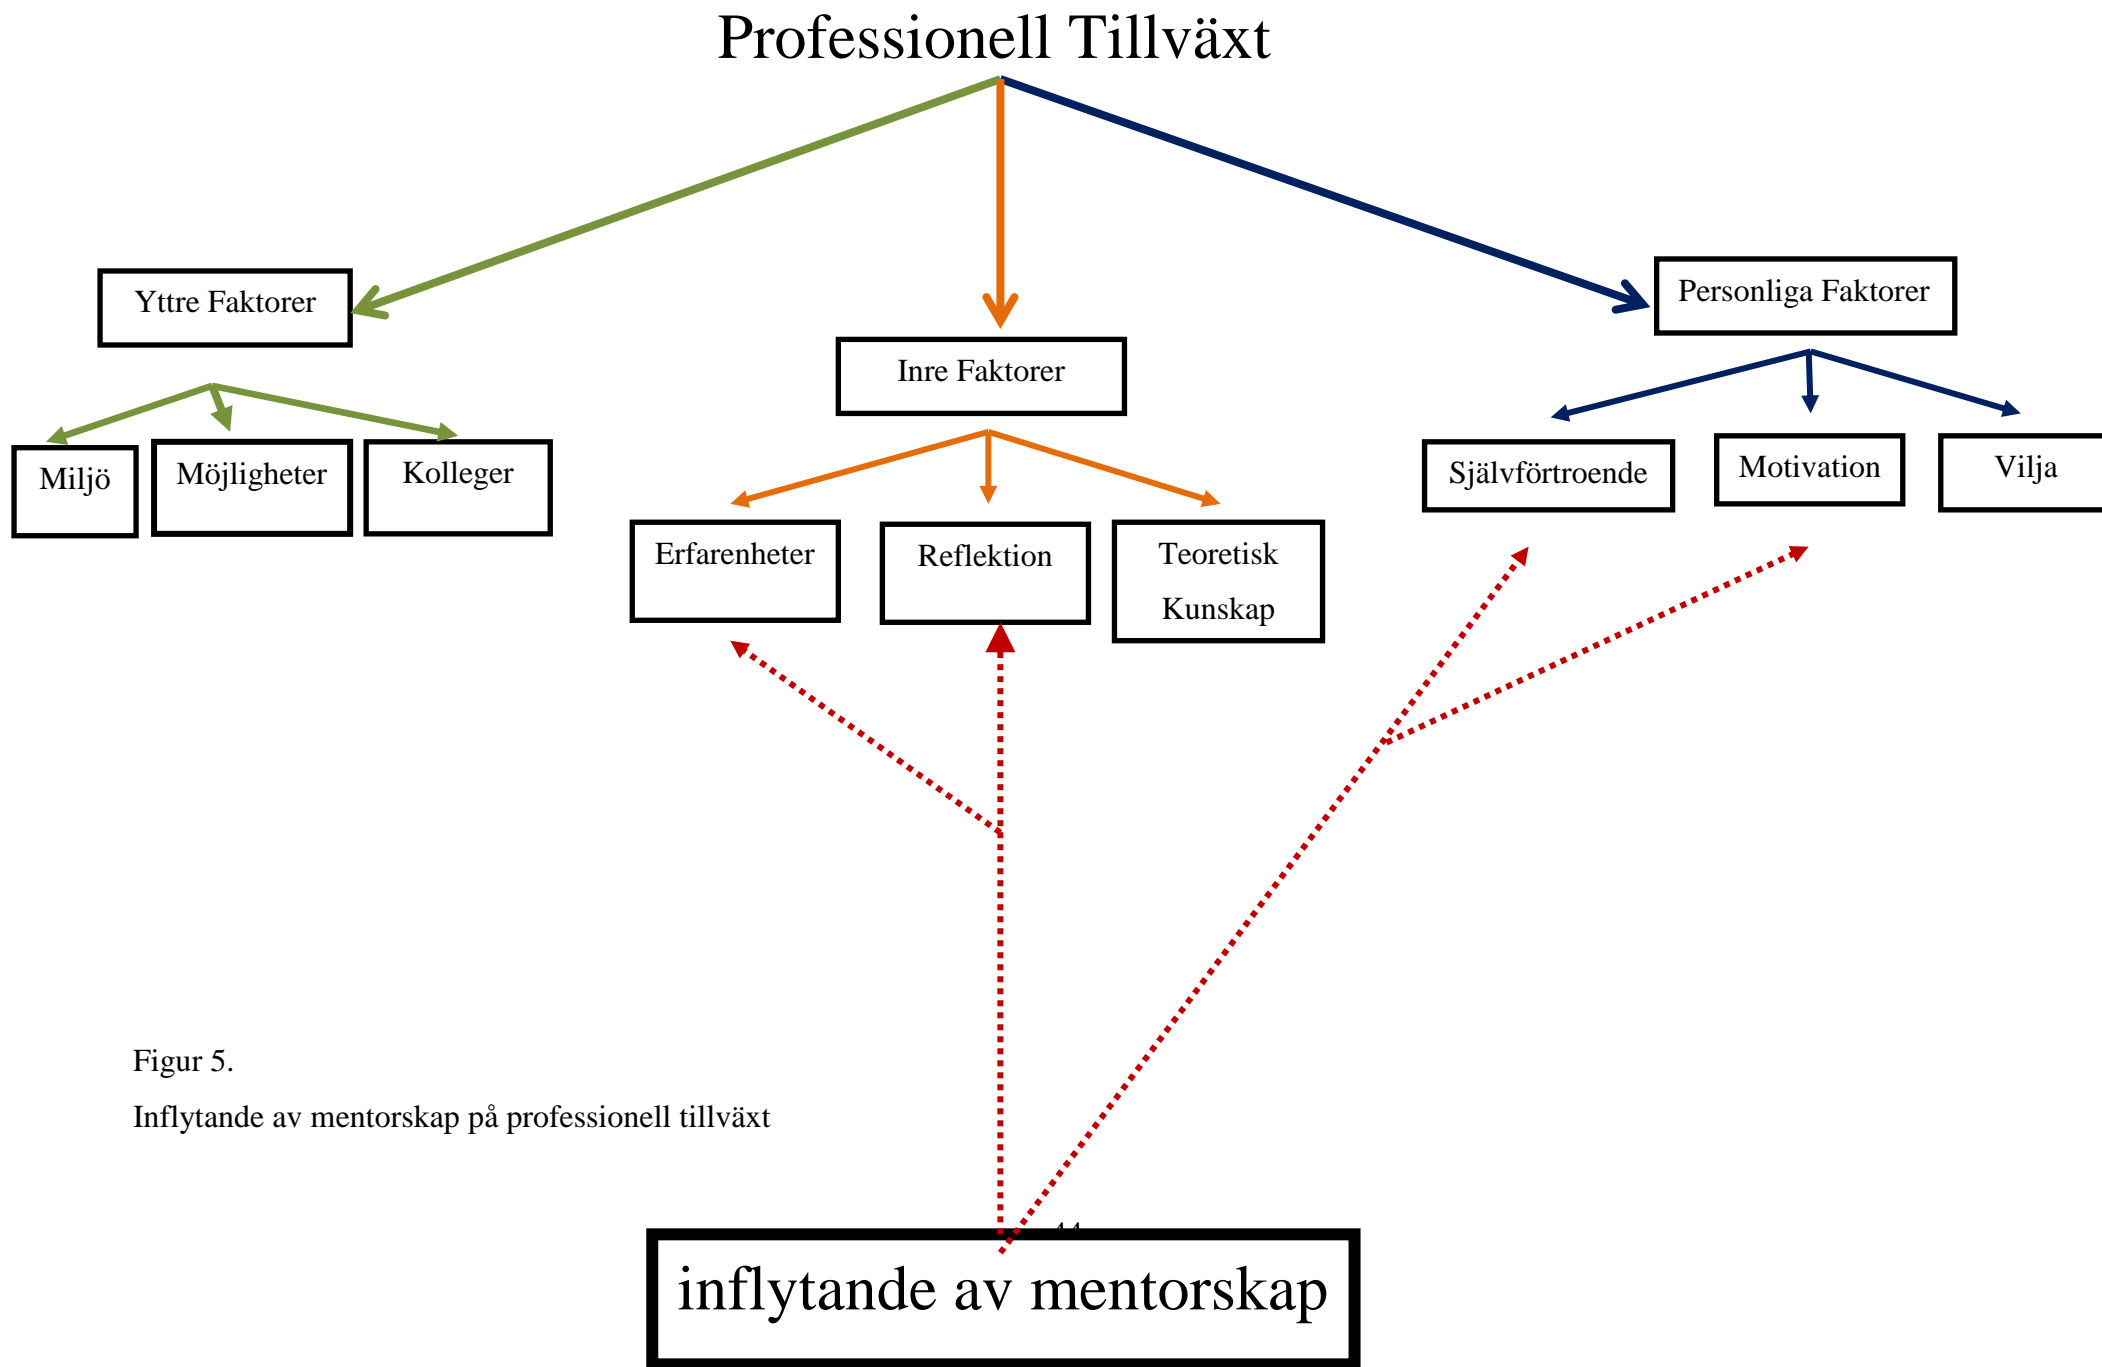 Professionell Tillväxt
Yttre Faktorer
Inre Faktorer
Personliga Faktorer
Miljö
Möjligheter
Kolleger
Erfarenheter
Reflektion
Teoretisk
Kunskap
Självförtroende
Motivation
Vilja
Figur 5.
Inflytande av mentorskap på professionell tillväxt
inflytande av mentorskap